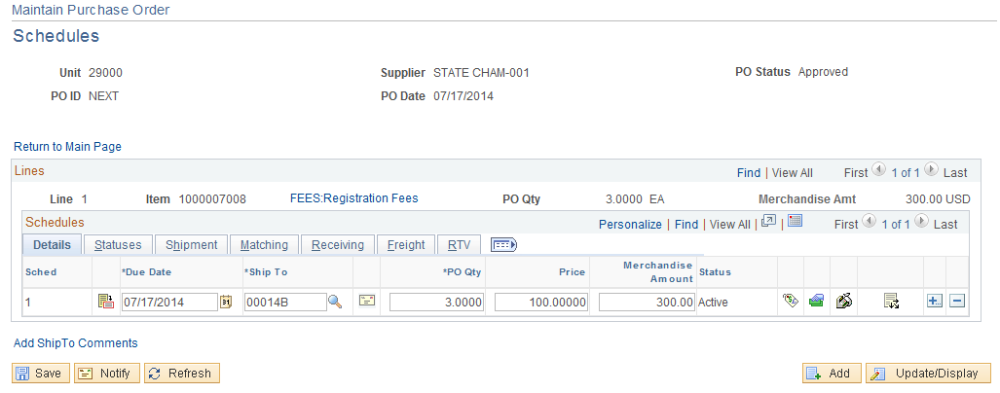 Maintain Purchase Order
Schedules
Unit 29000 Supplier STATE CHAM-001 PO Status Approved
PO ID NEXT PO Date 07/17/2014
Return to Main Page
Lines Find | View All First 1 of 1 Last
Line 1 Item 1000007008 FEES:Registration Fees PO Qty 3.0000 EA Merchandise Amt 300.00 USD
Schedules Personalize | Find | View All | | First 1 of 1 Last
Details Statuses Shipment Matching Receiving Freight RTV
Sched *Due Date *Ship To *PO Qty Price Merchandise Amount Status
1 07/17/2014 31 00014B 3.0000 100.00000 300.00 Active
Add ShipTo Comments
Save Notify Refresh Add Update/Display